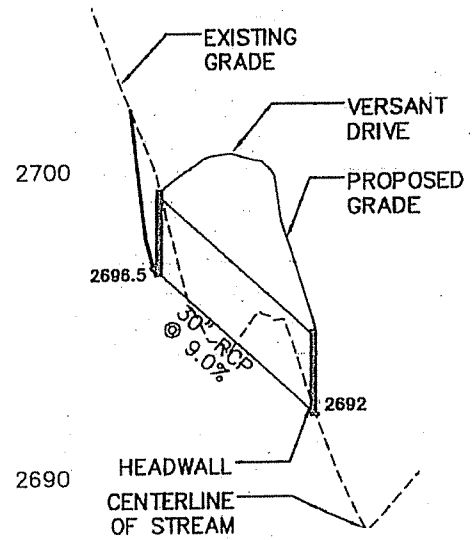 EXISTING
GRADE
VERSANT
DRIVE
2700
PROPOSED
GRADE
2696.5
30"-RCP
@ 9.0%
2692
HEADWALL
2690
CENTERLINE
OF STREAM